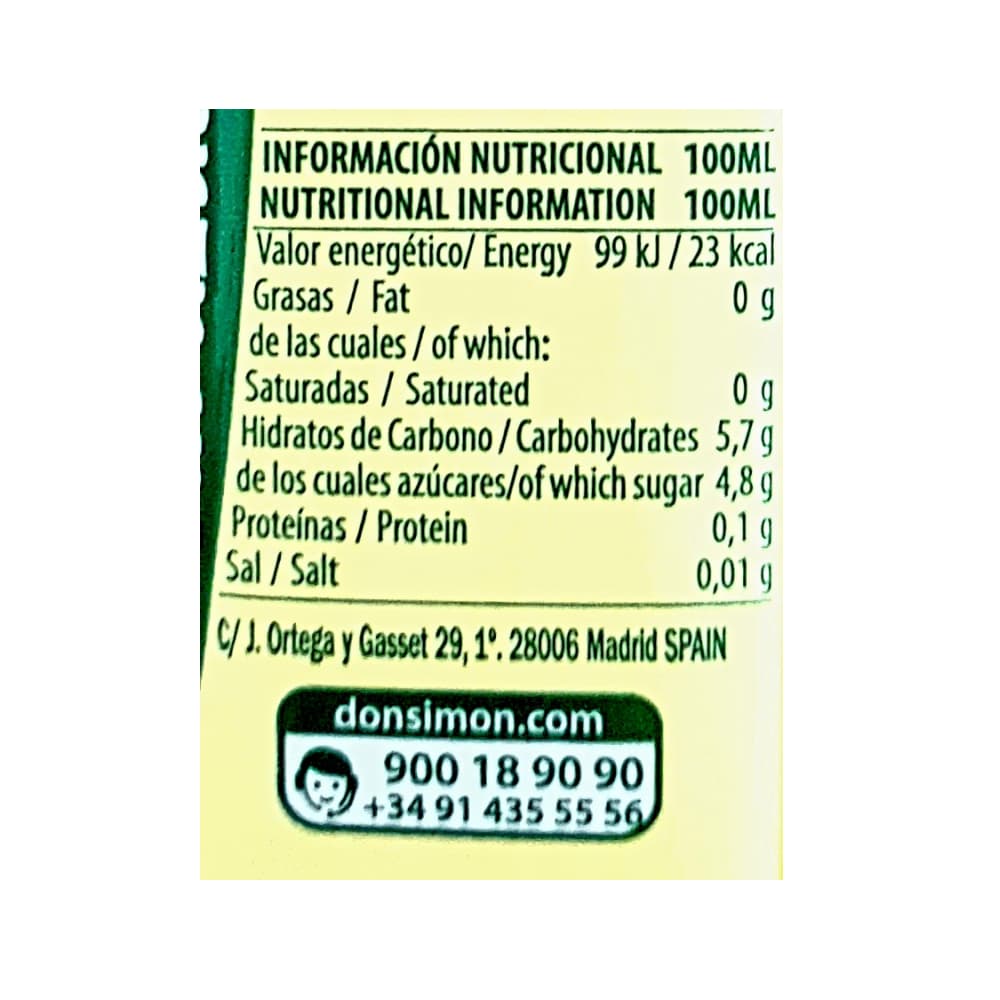 INFORMACIÓN NUTRICIONAL 100ML
NUTRITIONAL INFORMATION 100ML
Valor energético/ Energy 99 kJ / 23 kcal
Grasas / Fat 0 g
de las cuales / of which:
Saturadas / Saturated 0 g
Hidratos de Carbono / Carbohydrates 5,7 g
de los cuales azúcares/of which sugar 4,8 g
Proteínas / Protein 0,1 g
Sal / Salt 0,01 g
C/ J. Ortega y Gasset 29, 1º. 28006 Madrid SPAIN
donsimon.com
900 18 90 90
+34 91 435 55 56